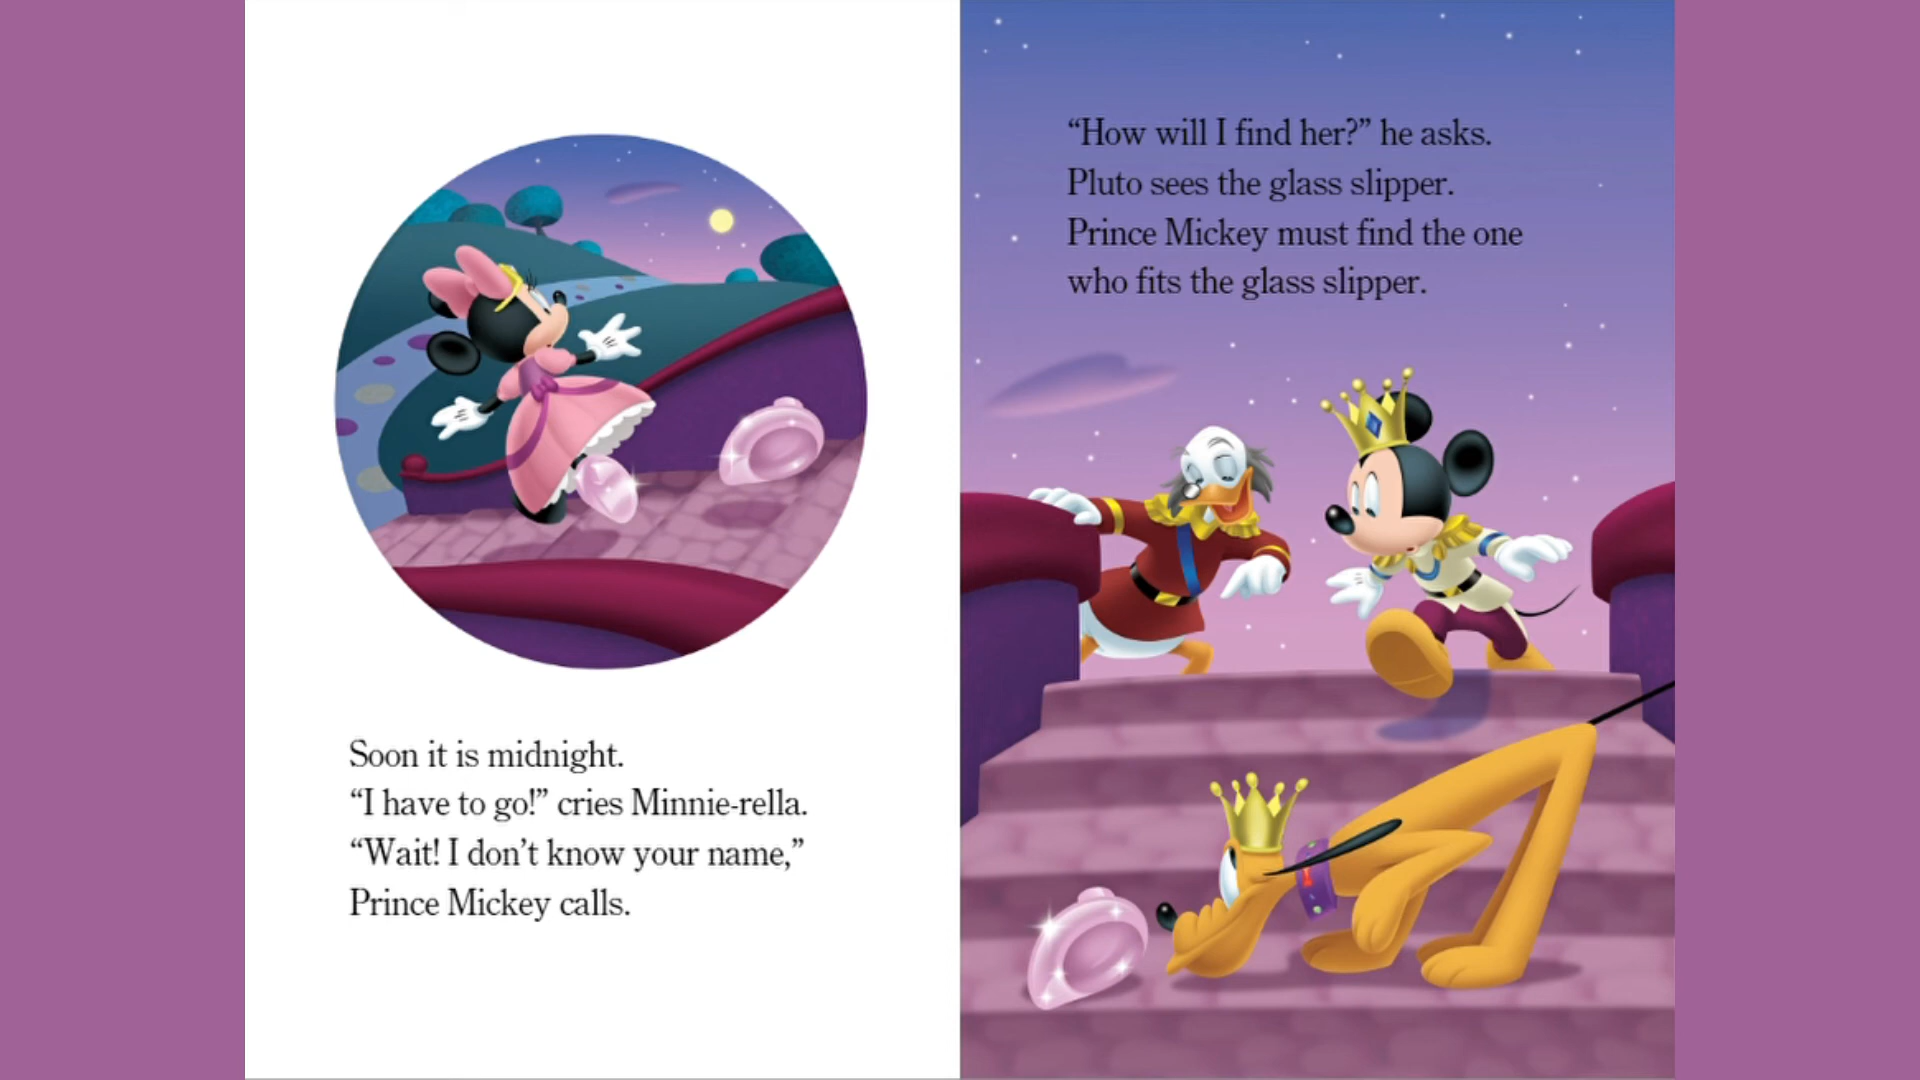 Soon it is midnight.
“I have to go!” cries Minnie-rella.
“Wait! I don’t know your name,”
Prince Mickey calls.
“How will I find her?” he asks.
Pluto sees the glass slipper.
Prince Mickey must find the one
who fits the glass slipper.